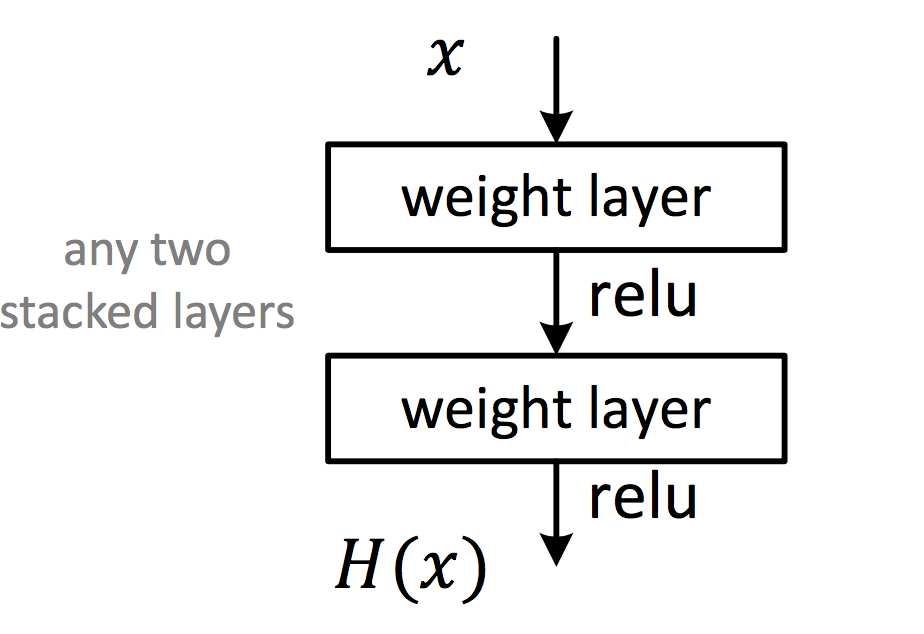 x
weight layer
any two
stacked layers
relu
weight layer
relu
H(x)